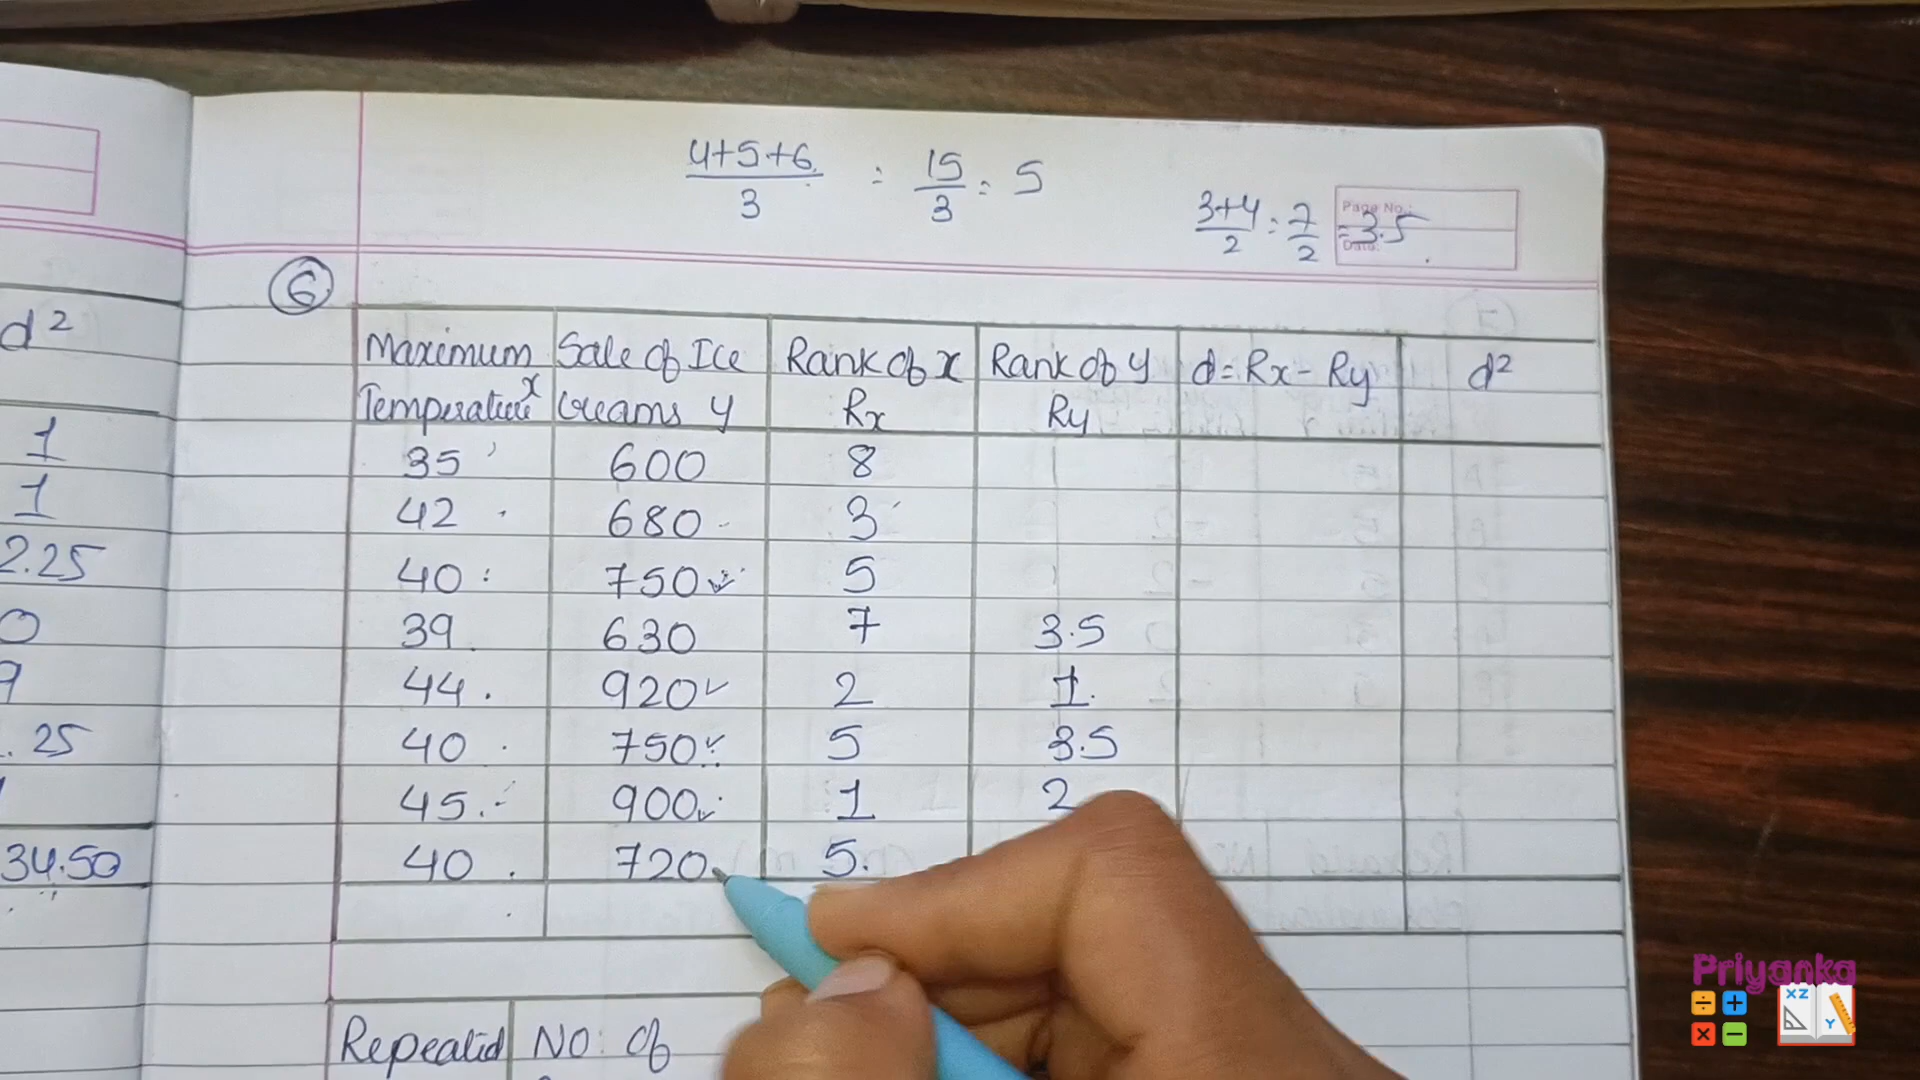 4+5+6 / 3 = 15/3 = 5
3+4/2 = 7/2 = 3.5
Page No.:
Date:
6
d²
1
1
2.25
0
9
.25
1
34.50
Maximum Temperature x | Sale of Ice Creams y | Rank of x Rx | Rank of y Ry | d=Rx-Ry | d²
35 600 8
42 680 3
40 750 5
39 630 7 3.5
44 920 2 1
40 750 5 3.5
45 900 1 2
40 720 5
Repeatid NO: of
Priyanka
XZ
Y